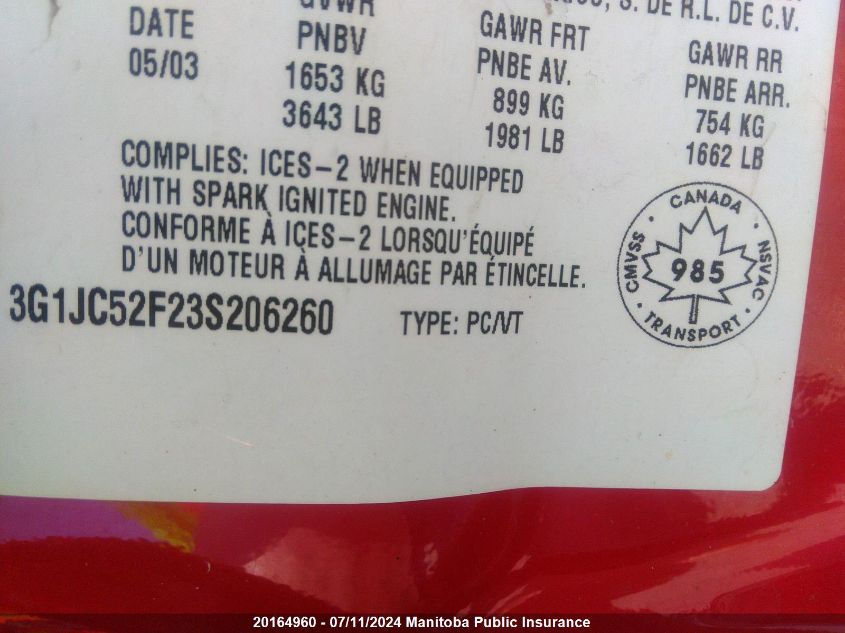 S. DE R.L. DE C.V.
DATE
05/03
GVWR
PNBV
1653 KG
3643 LB
GAWR FRT
PNBE AV.
899 KG
1981 LB
GAWR RR
PNBE ARR.
754 KG
1662 LB
COMPLIES: ICES-2 WHEN EQUIPPED
WITH SPARK IGNITED ENGINE.
CONFORME À ICES-2 LORSQU'ÉQUIPÉ
D'UN MOTEUR À ALLUMAGE PAR ÉTINCELLE.
3G1JC52F23S206260
TYPE: PC/VT
CANADA
CMVSS
985
NSVAC
TRANSPORT
20164960 - 07/11/2024 Manitoba Public Insurance